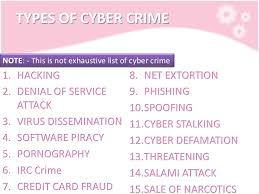 TYPES OF CYBER CRIME
NOTE: - This is not exhaustive list of cyber crime
1. HACKING
2. DENIAL OF SERVICE
ATTACK
3. VIRUS DISSEMINATION
4. SOFTWARE PIRACY
5. PORNOGRAPHY
6. IRC Crime
7. CREDIT CARD FRAUD
8. NET EXTORTION
9. PHISHING
10.SPOOFING
11.CYBER STALKING
12.CYBER DEFAMATION
13.THREATENING
14.SALAMI ATTACK
15.SALE OF NARCOTICS